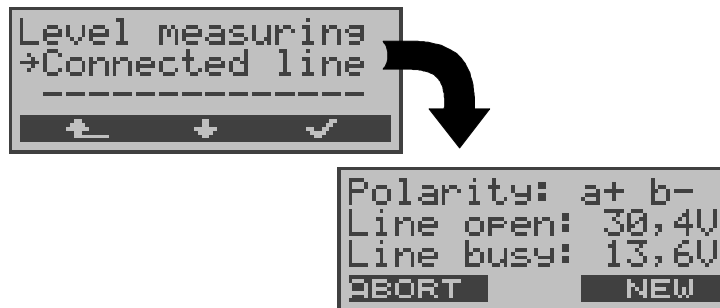 Level measuring
→Connected line
---------------
Polarity: a+ b-
Line open: 30,4V
Line busy: 13,6V
ABORT NEW